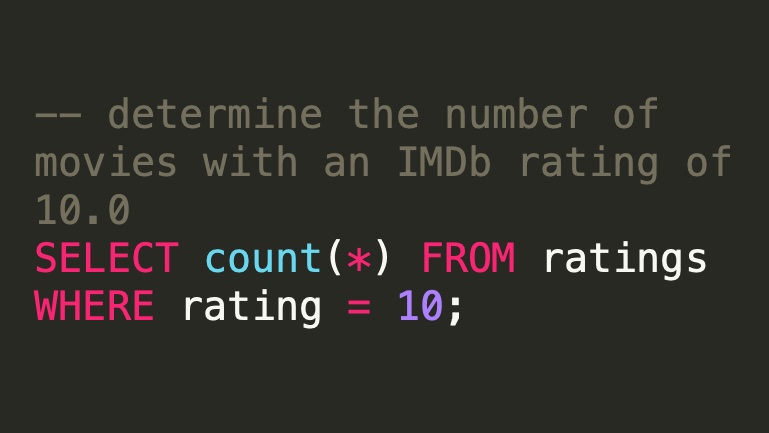 -- determine the number of
movies with an IMDb rating of
10.0
SELECT count(*) FROM ratings
WHERE rating = 10;